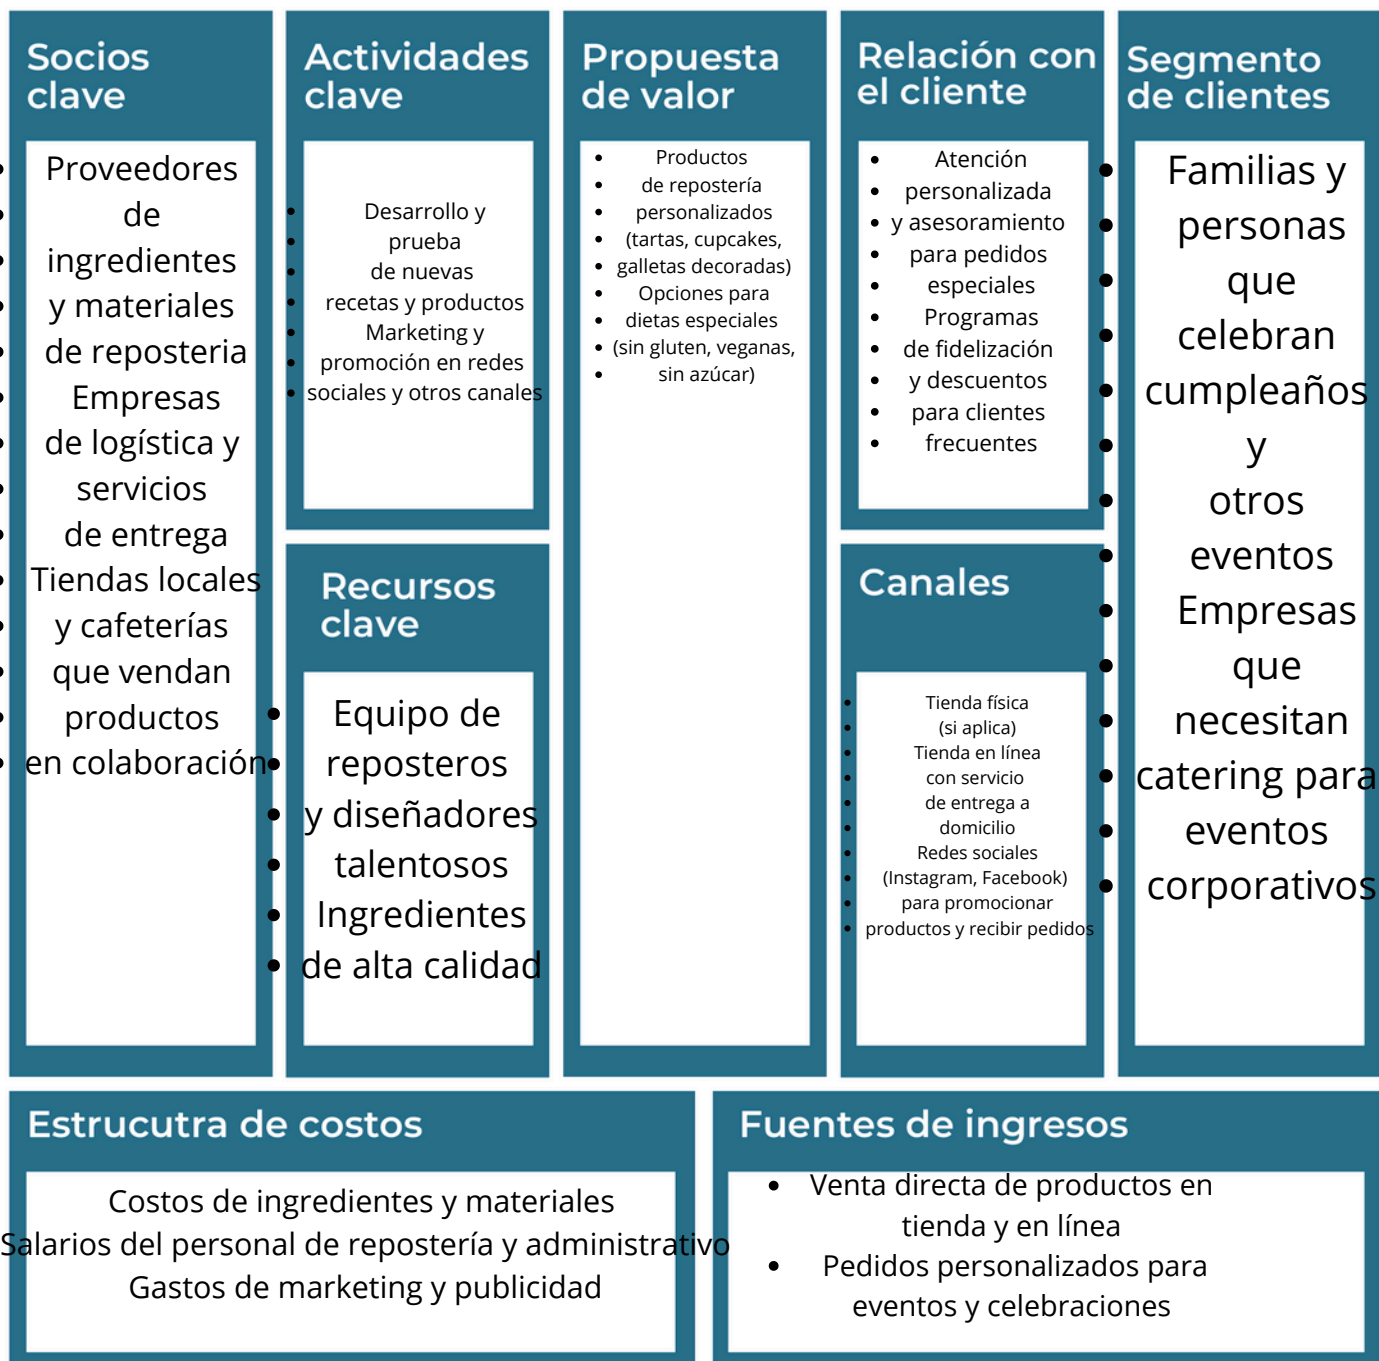 Socios
clave
• Proveedores
• de
• ingredientes
• y materiales
• de reposteria
• Empresas
• de logística y
• servicios
• de entrega
• Tiendas locales
• y cafeterías
• que vendan
• productos
• en colaboración
Actividades
clave
• Desarrollo y
• prueba
• de nuevas
• recetas y productos
• Marketing y
• promoción en redes
• sociales y otros canales
Recursos
clave
• Equipo de
• reposteros
• y diseñadores
• talentosos
• Ingredientes
• de alta calidad
Propuesta
de valor
• Productos
• de repostería
• personalizados
• (tartas, cupcakes,
• galletas decoradas)
• Opciones para
• dietas especiales
• (sin gluten, veganas,
• sin azúcar)
Relación con
el cliente
• Atención
• personalizada
• y asesoramiento
• para pedidos
• especiales
• Programas
• de fidelización
• y descuentos
• para clientes
• frecuentes
Canales
• Tienda física
• (si aplica)
• Tienda en línea
• con servicio
• de entrega a
• domicilio
• Redes sociales
• (Instagram, Facebook)
• para promocionar
• productos y recibir pedidos
Segmento
de clientes
• Familias y
• personas
• que
• celebran
• cumpleaños
• y
• otros
• eventos
• Empresas
• que
• necesitan
• catering para
• eventos
• corporativos
Estrucutra de costos
Costos de ingredientes y materiales
Salarios del personal de repostería y administrativo
Gastos de marketing y publicidad
Fuentes de ingresos
• Venta directa de productos en
tienda y en línea
• Pedidos personalizados para
eventos y celebraciones